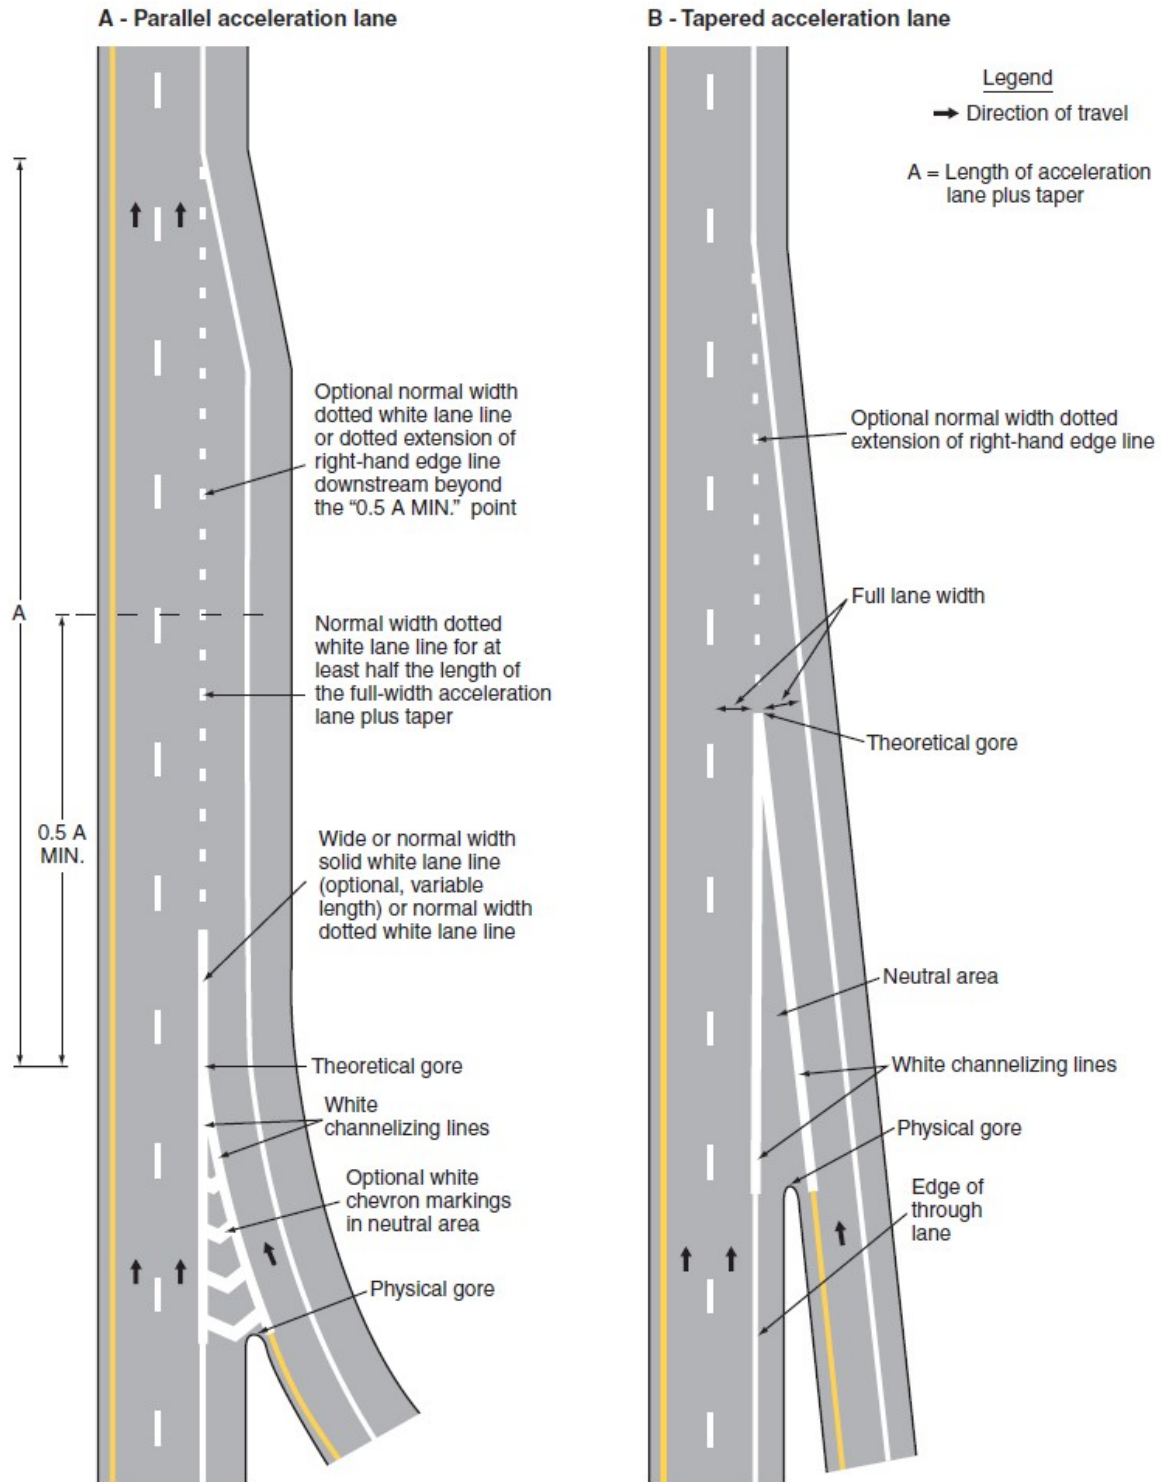 A - Parallel acceleration lane
A
0.5 A
MIN.
Optional normal width
dotted white lane line
or dotted extension of
right-hand edge line
downstream beyond
the “0.5 A MIN.” point
Normal width dotted
white lane line for at
least half the length of
the full-width acceleration
lane plus taper
Wide or normal width
solid white lane line
(optional, variable
length) or normal width
dotted white lane line
Theoretical gore
White
channelizing lines
Optional white
chevron markings
in neutral area
Physical gore
B - Tapered acceleration lane
Legend
Direction of travel
A = Length of acceleration
lane plus taper
Optional normal width dotted
extension of right-hand edge line
Full lane width
Theoretical gore
Neutral area
White channelizing lines
Physical gore
Edge of
through
lane